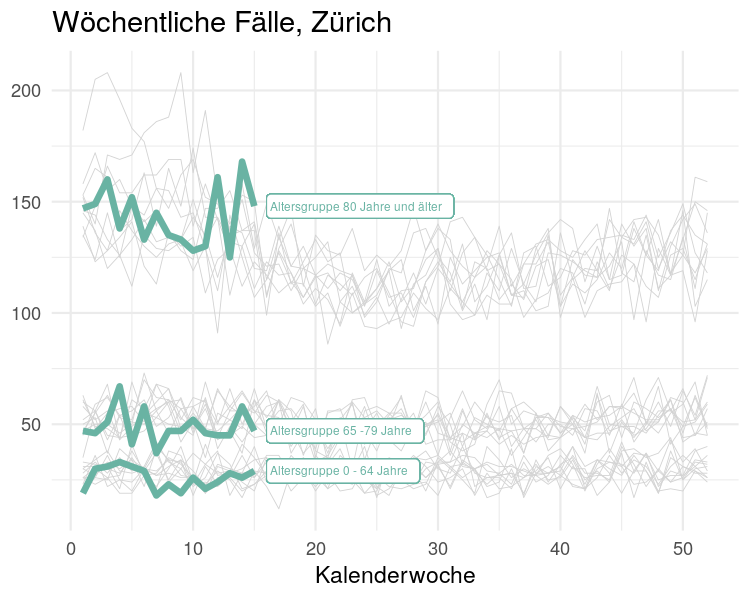 Wöchentliche Fälle, Zürich
200
150
100
50
Altersgruppe 80 Jahre und älter
Altersgruppe 65 -79 Jahre
Altersgruppe 0 - 64 Jahre
0 10 20 30 40 50
Kalenderwoche